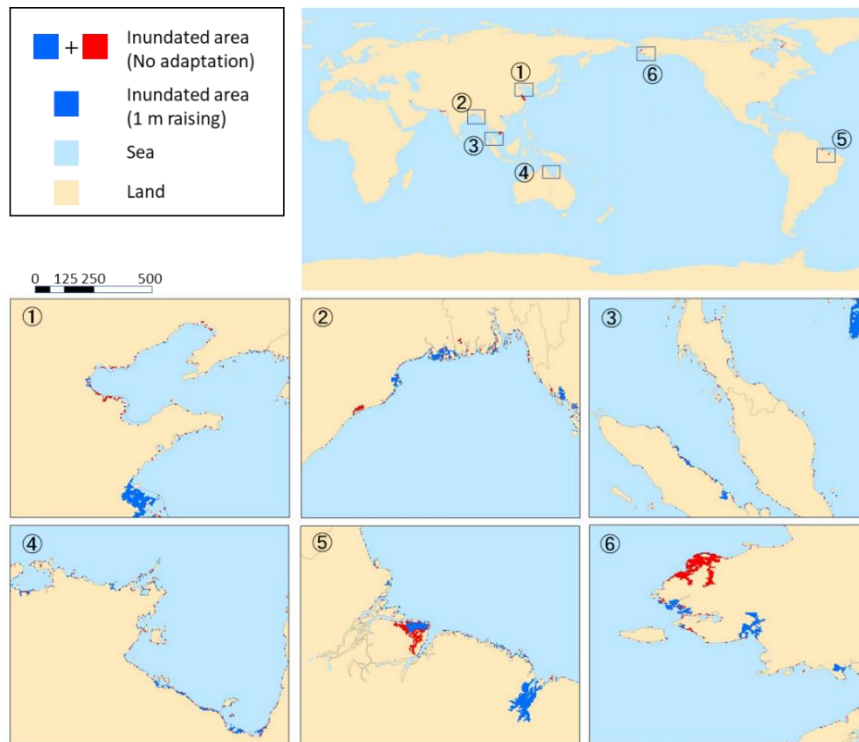 +
Inundated area
(No adaptation)
Inundated area
(1 m raising)
Sea
Land
①
②
③
④
⑤
⑥
0 125 250 500
①
②
③
④
⑤
⑥